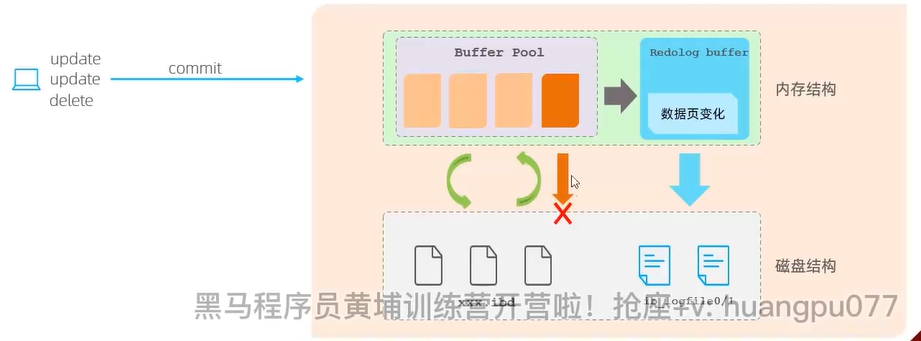 update
update
delete
commit
Buffer Pool
Redolog buffer
数据页变化
内存结构
磁盘结构
xxx.ibd
ib_logfile0/1
黑马程序员黄埔训练营开营啦！抢座+v: huangpu077